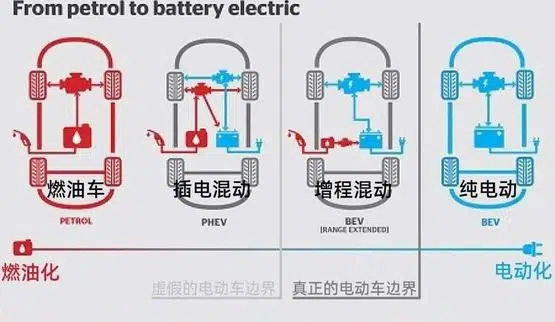 From petrol to battery electric
燃油车
插电混动
增程混动
纯电动
PETROL
PHEV
BEV
[RANGE EXTENDED]
BEV
燃油化
电动化
虚假的电动车边界
真正的电动车边界